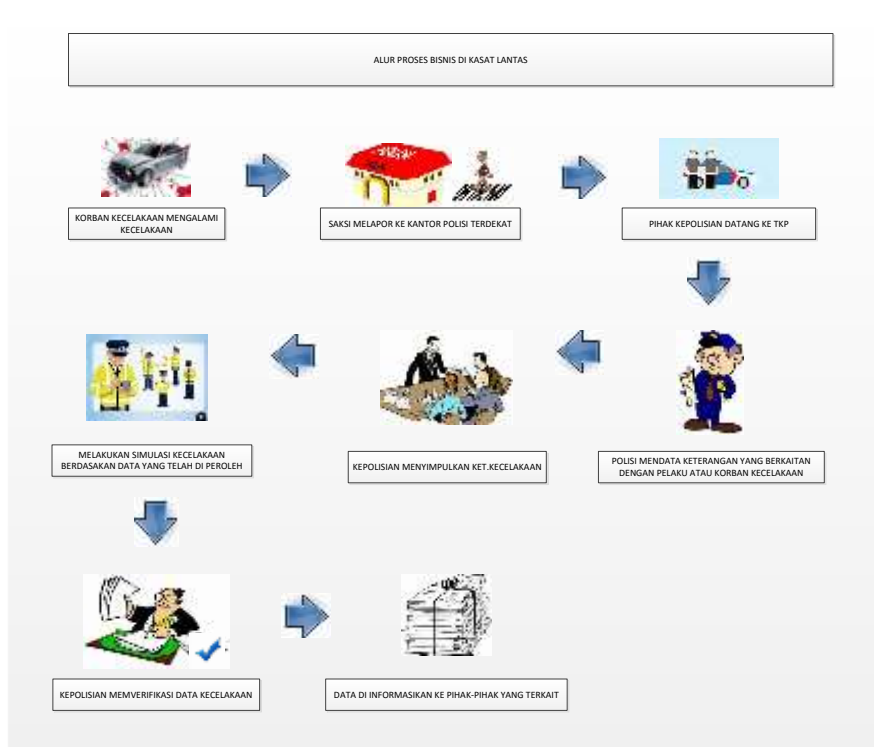 ALUR PROSES BISNIS DI KASAT LANTAS
KORBAN KECELAKAAN MENGALAMI
KECELAKAAN
SAKSI MELAPOR KE KANTOR POLISI TERDEKAT
PIHAK KEPOLISIAN DATANG KE TKP
POLISI MENDATA KETERANGAN YANG BERKAITAN
DENGAN PELAKU ATAU KORBAN KECELAKAAN
KEPOLISIAN MENYIMPULKAN KET.KECELAKAAN
MELAKUKAN SIMULASI KECELAKAAN
BERDASAKAN DATA YANG TELAH DI PEROLEH
KEPOLISIAN MEMVERIFIKASI DATA KECELAKAAN
DATA DI INFORMASIKAN KE PIHAK-PIHAK YANG TERKAIT